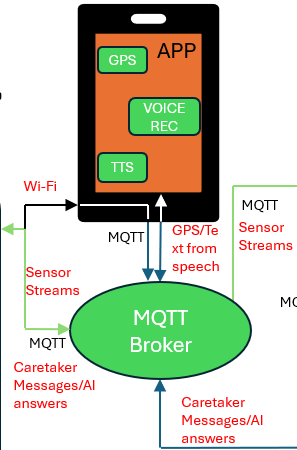 APP
GPS
VOICE
REC
TTS
Wi-Fi
MQTT
GPS/Te
xt from
speech
MQTT
Sensor
Streams
Sensor
Streams
MQTT
Broker
MQTT
Caretaker
Messages/AI
answers
Caretaker
Messages/AI
answers